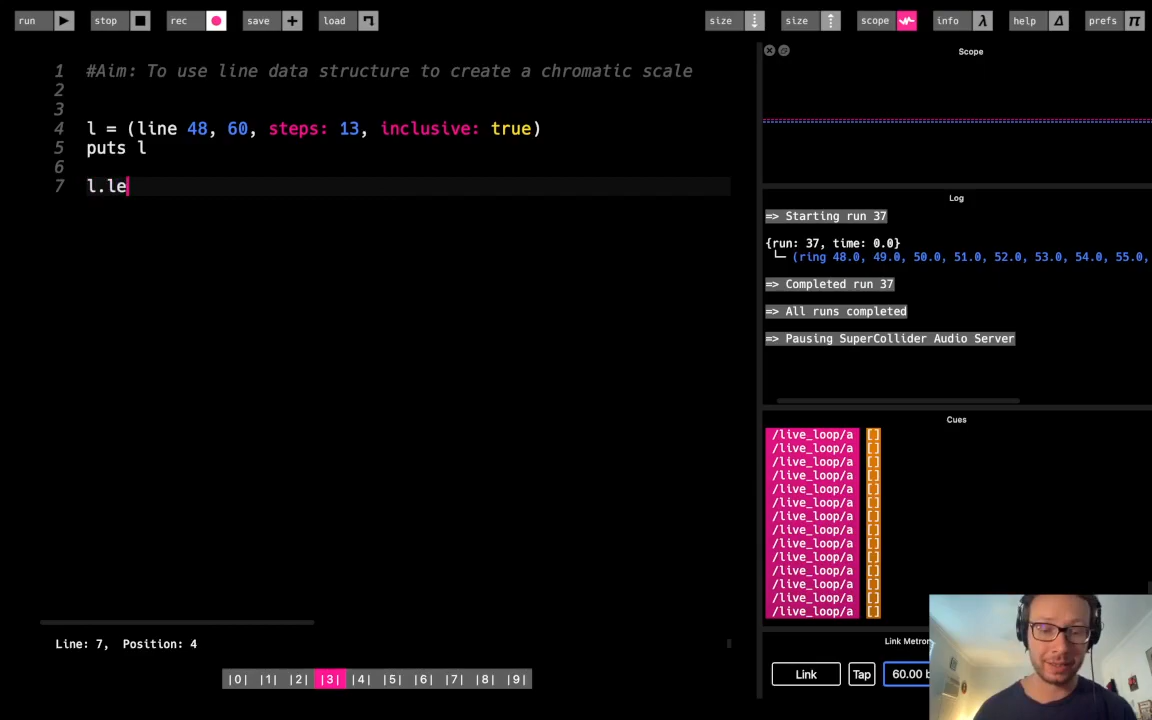 run stop rec save load size size scope info help prefs
Scope
1 #Aim: To use line data structure to create a chromatic scale
2
3
4 l = (line 48, 60, steps: 13, inclusive: true)
5 puts l
6
7 l.le
Log
=> Starting run 37
{run: 37, time: 0.0}
└─ (ring 48.0, 49.0, 50.0, 51.0, 52.0, 53.0, 54.0, 55.0,
=> Completed run 37
=> All runs completed
=> Pausing SuperCollider Audio Server
Cues
/live_loop/a []
/live_loop/a []
/live_loop/a []
/live_loop/a []
/live_loop/a []
/live_loop/a []
/live_loop/a []
/live_loop/a []
/live_loop/a []
/live_loop/a []
/live_loop/a []
/live_loop/a []
/live_loop/a []
/live_loop/a []
Line: 7, Position: 4
Link Metron
Link Tap 60.00 b
|0| |1| |2| |3| |4| |5| |6| |7| |8| |9|